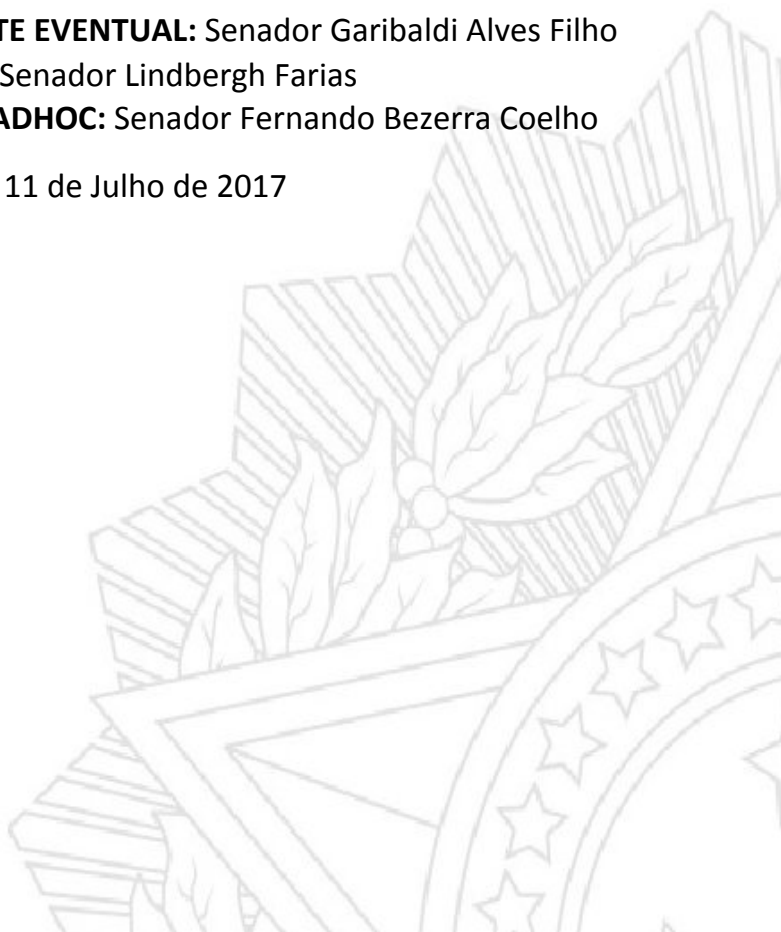 TE EVENTUAL: Senador Garibaldi Alves Filho
Senador Lindbergh Farias
ADHOC: Senador Fernando Bezerra Coelho
11 de Julho de 2017